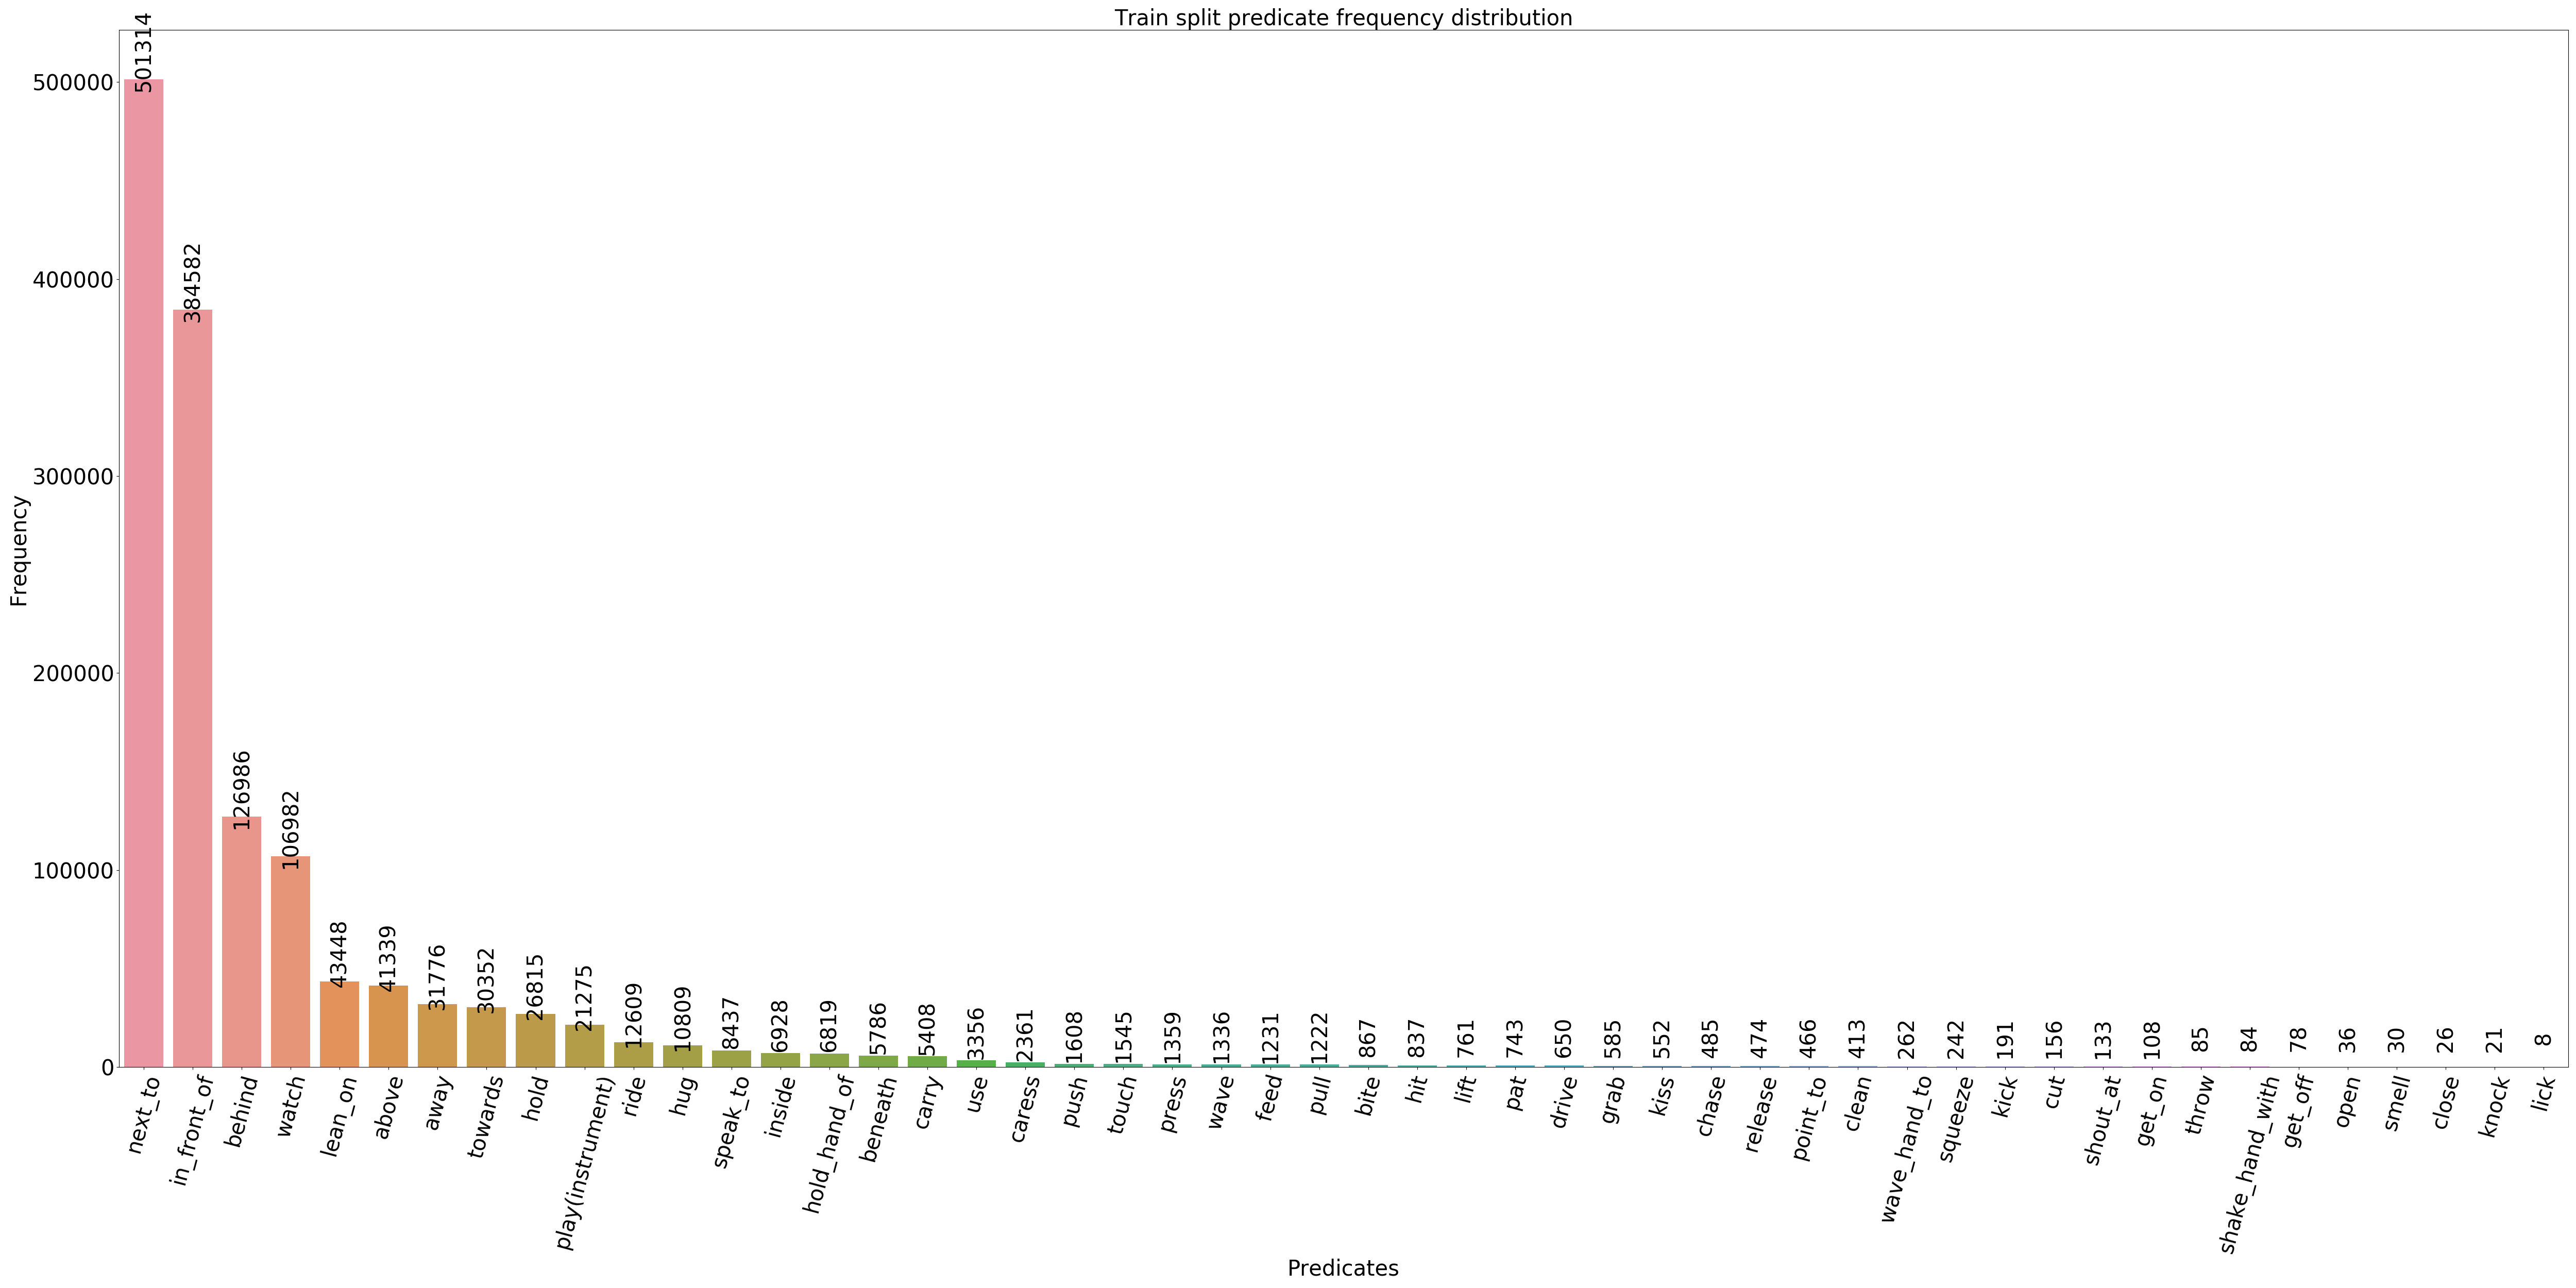 Train split predicate frequency distribution
Frequency
500000
400000
300000
200000
100000
0
501314
384582
126986
106982
43448
41339
31776
30352
26815
21275
12609
10809
8437
6928
6819
5786
5408
3356
2361
1608
1545
1359
1336
1231
1222
867
837
761
743
650
585
552
485
474
466
413
262
242
191
156
133
108
85
84
78
36
30
26
21
8
next_to
in_front_of
behind
watch
lean_on
above
away
towards
hold
play(instrument)
ride
hug
speak_to
inside
hold_hand_of
beneath
carry
use
caress
push
touch
press
wave
feed
pull
bite
hit
lift
pat
drive
grab
kiss
chase
release
point_to
clean
wave_hand_to
squeeze
kick
cut
shout_at
get_on
throw
shake_hand_with
get_off
open
smell
close
knock
lick
Predicates